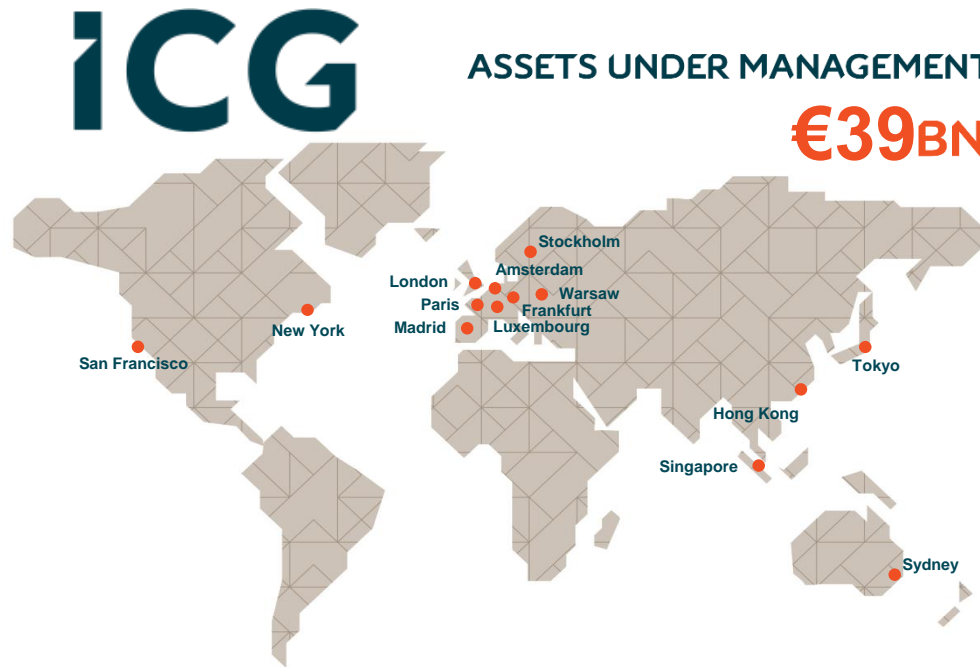 ICG
ASSETS UNDER MANAGEMENT
€39BN
Stockholm
Amsterdam
London
Warsaw
Paris
Frankfurt
Madrid
Luxembourg
New York
San Francisco
Tokyo
Hong Kong
Singapore
Sydney